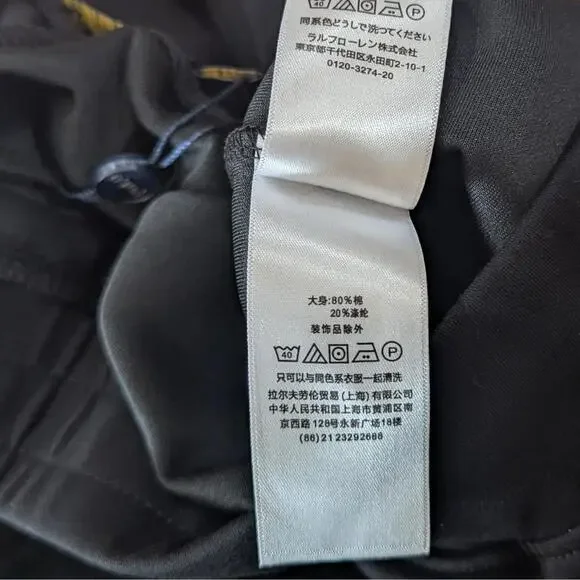 40 P
同系色どうしで洗つてください
ラルフローレン株式会社
東京都千代田区永田町2-10-1
0120-3274-20
大身:80%棉
20%涤纶
装饰品除外
40 P
只可以与同色系衣服一起清洗
拉尔夫劳伦贸易(上海)有限公司
中华人民共和国上海市黄浦区南
京西路 128号永新广场18楼
(86)21 23292666